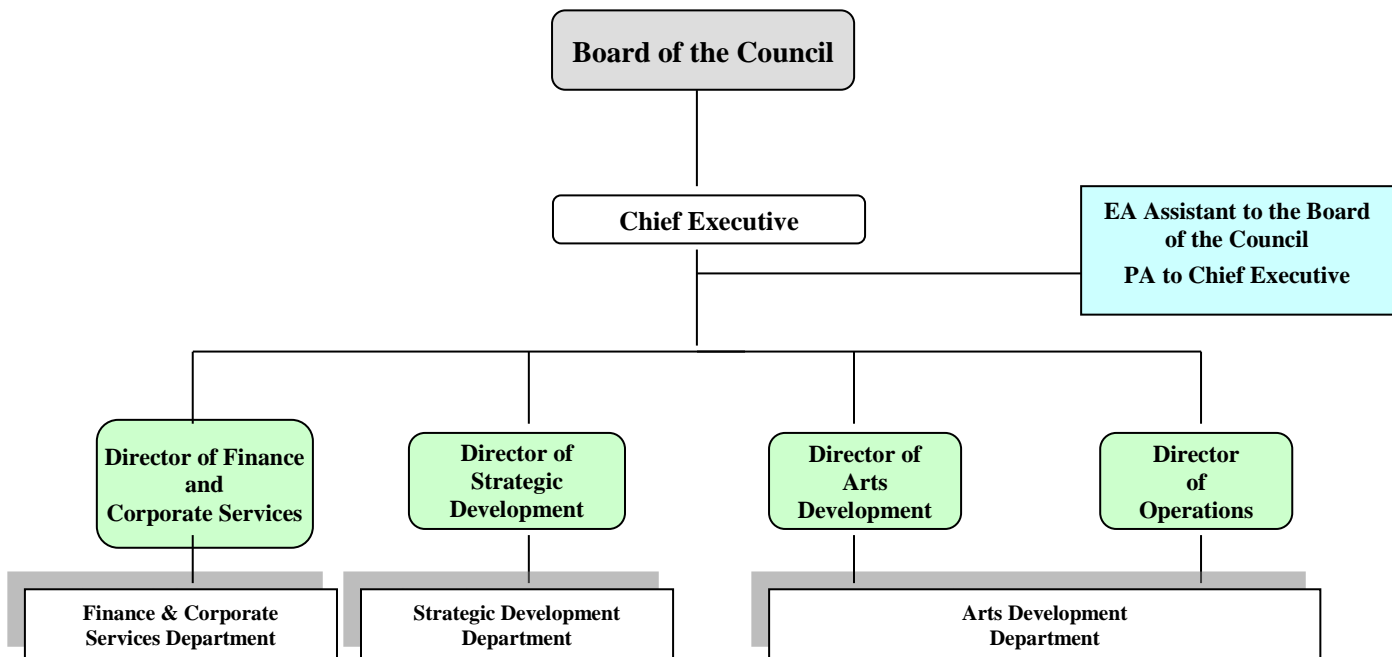 Board of the Council
Chief Executive
EA Assistant to the Board
of the Council
PA to Chief Executive
Director of Finance
and
Corporate Services
Director of
Strategic
Development
Director of
Arts
Development
Director
of
Operations
Finance & Corporate
Services Department
Strategic Development
Department
Arts Development
Department